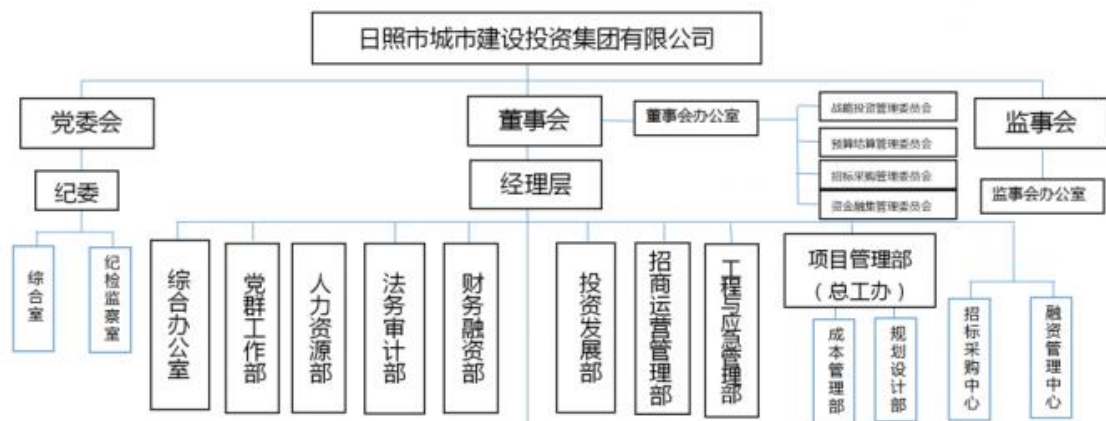 日照市城市建设投资集团有限公司
党委会
董事会
董事会办公室
战略投资管理委员会
预算结算管理委员会
招标采购管理委员会
资金融集管理委员会
监事会
纪委
经理层
监事会办公室
综合室
纪检监察室
综合办公室
党群工作部
人力资源部
法务审计部
财务融资部
投资发展部
招商运营管理部
工程与应急管理部
项目管理部
（总工办）
成本管理部
规划设计部
招标采购中心
融资管理中心